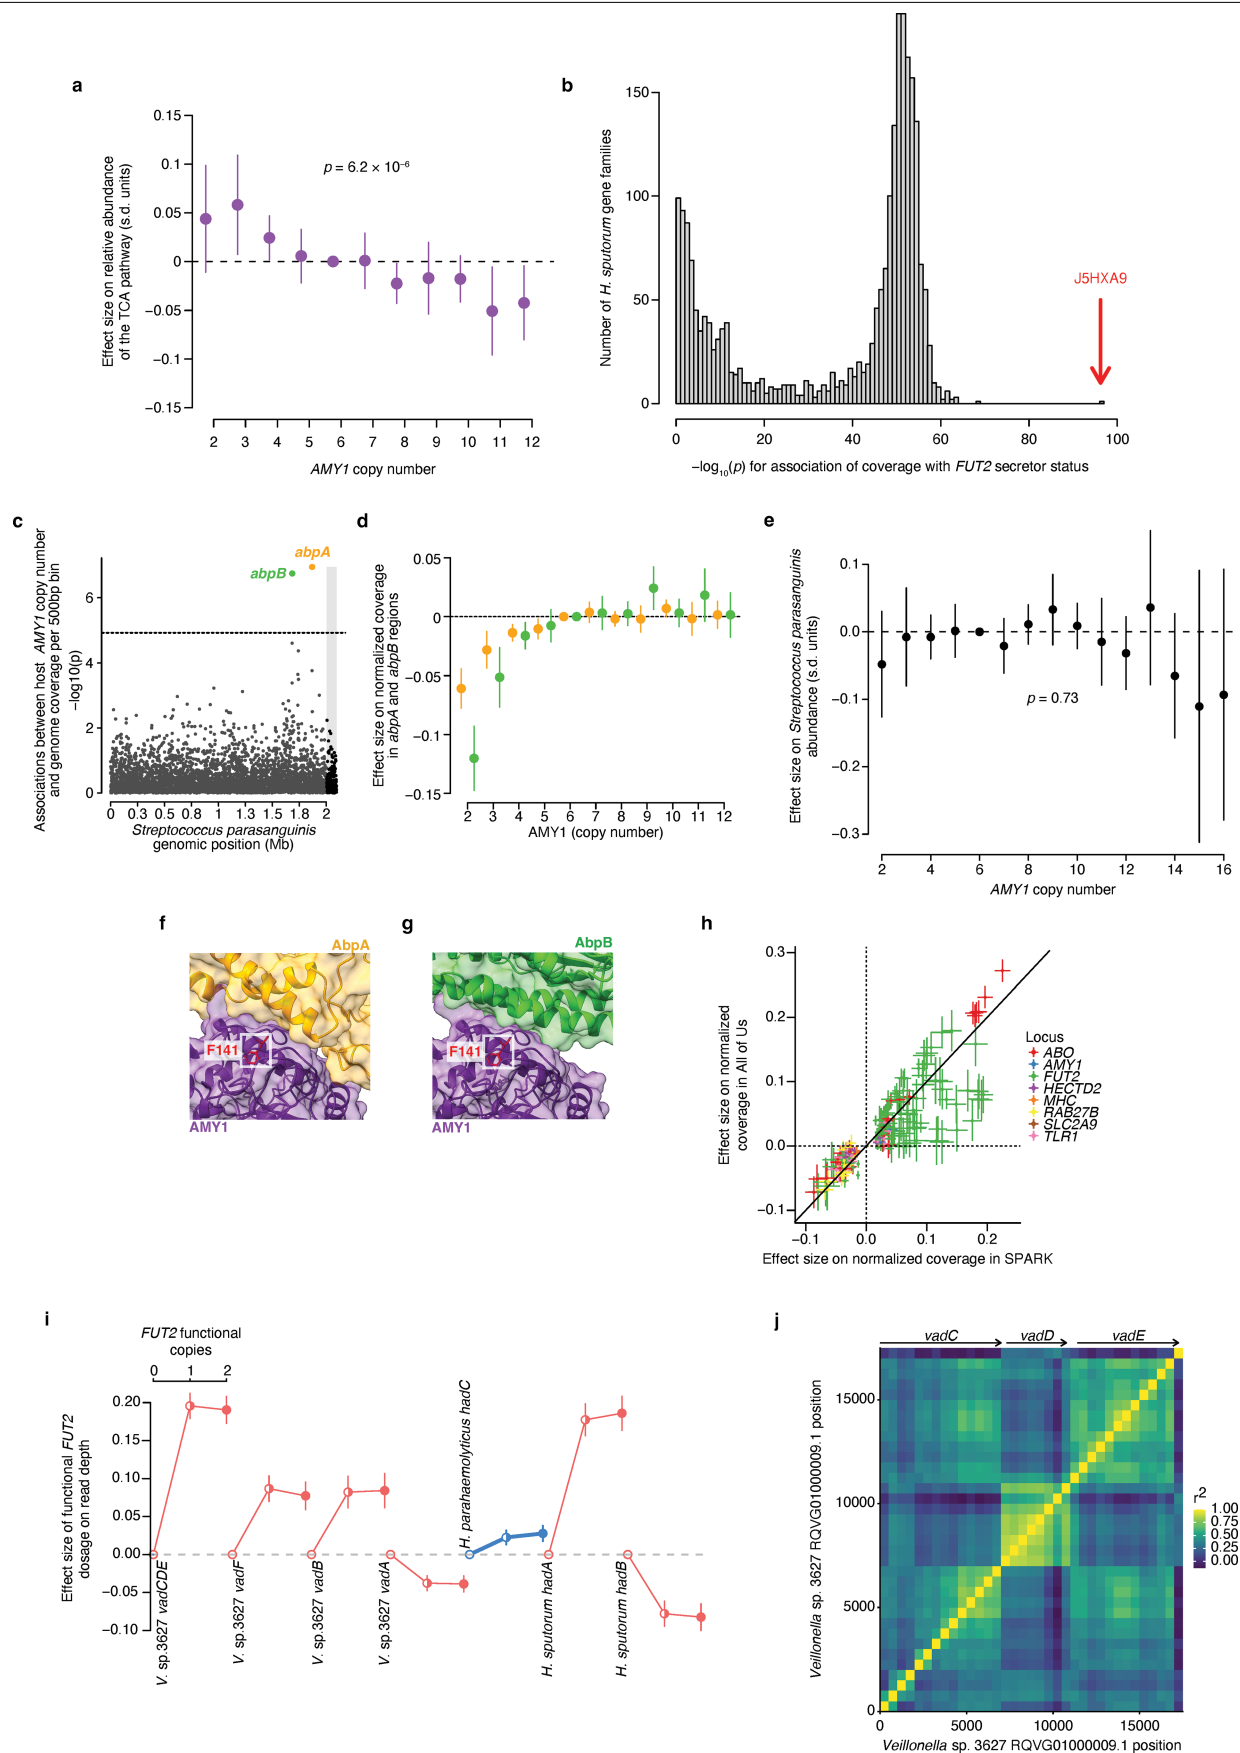 a
Effect size on relative abundance
of the TCA pathway (s.d. units)
0.15
0.1
0.05
0
−0.05
−0.1
−0.15
p = 6.2 × 10⁻⁶
2 3 4 5 6 7 8 9 10 11 12
AMY1 copy number
b
Number of H. sputorum gene families
150
100
50
0
J5HXA9
0 20 40 60 80 100
−log₁₀(p) for association of coverage with FUT2 secretor status
c
Associations between host AMY1 copy number
and genome coverage per 500bp bin
−log10(p)
6
4
2
0
abpA
abpB
0 0.3 0.5 0.8 1 1.3 1.5 1.8 2
Streptococcus parasanguinis
genomic position (Mb)
d
Effect size on normalized coverage
in abpA and abpB regions
0.05
0
−0.05
−0.1
−0.15
2 3 4 5 6 7 8 9 10 11 12
AMY1 (copy number)
e
Effect size on Streptococcus parasanguinis
abundance (s.d. units)
0.1
0.0
−0.1
−0.2
−0.3
p = 0.73
2 4 6 8 10 12 14 16
AMY1 copy number
f
AbpA
F141
AMY1
g
AbpB
F141
AMY1
h
Effect size on normalized
coverage in All of Us
0.3
0.2
0.1
0.0
−0.1
−0.1 0.0 0.1 0.2
Effect size on normalized coverage in SPARK
Locus
ABO
AMY1
FUT2
HECTD2
MHC
RAB27B
SLC2A9
TLR1
i
FUT2 functional
copies
0 1 2
Effect size of functional FUT2
dosage on read depth
0.20
0.15
0.10
0.05
0.00
−0.05
−0.10
V. sp.3627 vadCDE
V. sp.3627 vadF
V. sp.3627 vadB
V. sp.3627 vadA
H. parahaemolyticus hadC
H. sputorum hadA
H. sputorum hadB
j
vadC vadD vadE
Veillonella sp. 3627 RQVG01000009.1 position
15000
10000
5000
0
0 5000 10000 15000
Veillonella sp. 3627 RQVG01000009.1 position
r²
1.00
0.75
0.50
0.25
0.00